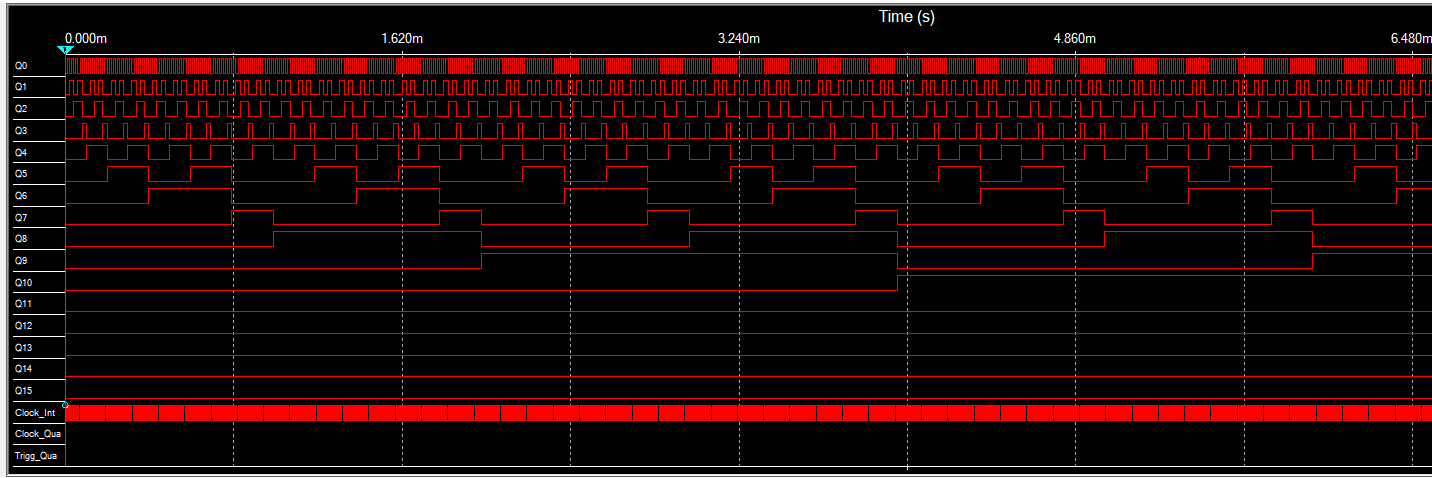 Time (s)
0.000m 1.620m 3.240m 4.860m 6.480m
Q0
Q1
Q2
Q3
Q4
Q5
Q6
Q7
Q8
Q9
Q10
Q11
Q12
Q13
Q14
Q15
Clock_Int
Clock_Qua
Trigg_Qua